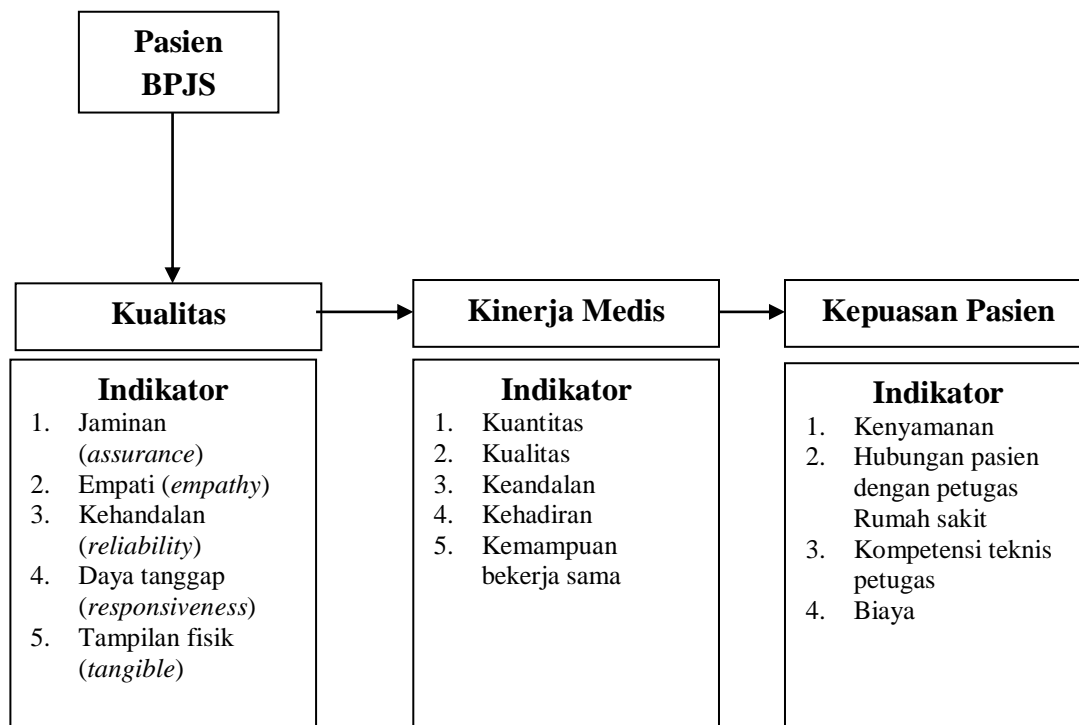 Pasien
BPJS
Kualitas
Kinerja Medis
Kepuasan Pasien
Indikator
1. Jaminan
(assurance)
2. Empati (empathy)
3. Kehandalan
(reliability)
4. Daya tanggap
(responsiveness)
5. Tampilan fisik
(tangible)
Indikator
1. Kuantitas
2. Kualitas
3. Keandalan
4. Kehadiran
5. Kemampuan
bekerja sama
Indikator
1. Kenyamanan
2. Hubungan pasien
dengan petugas
Rumah sakit
3. Kompetensi teknis
petugas
4. Biaya